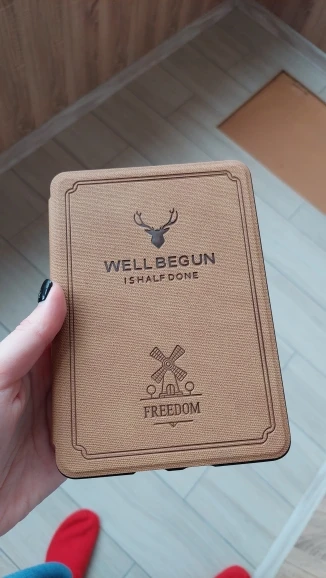 WELL BEGUN
IS HALF DONE
FREEDOM